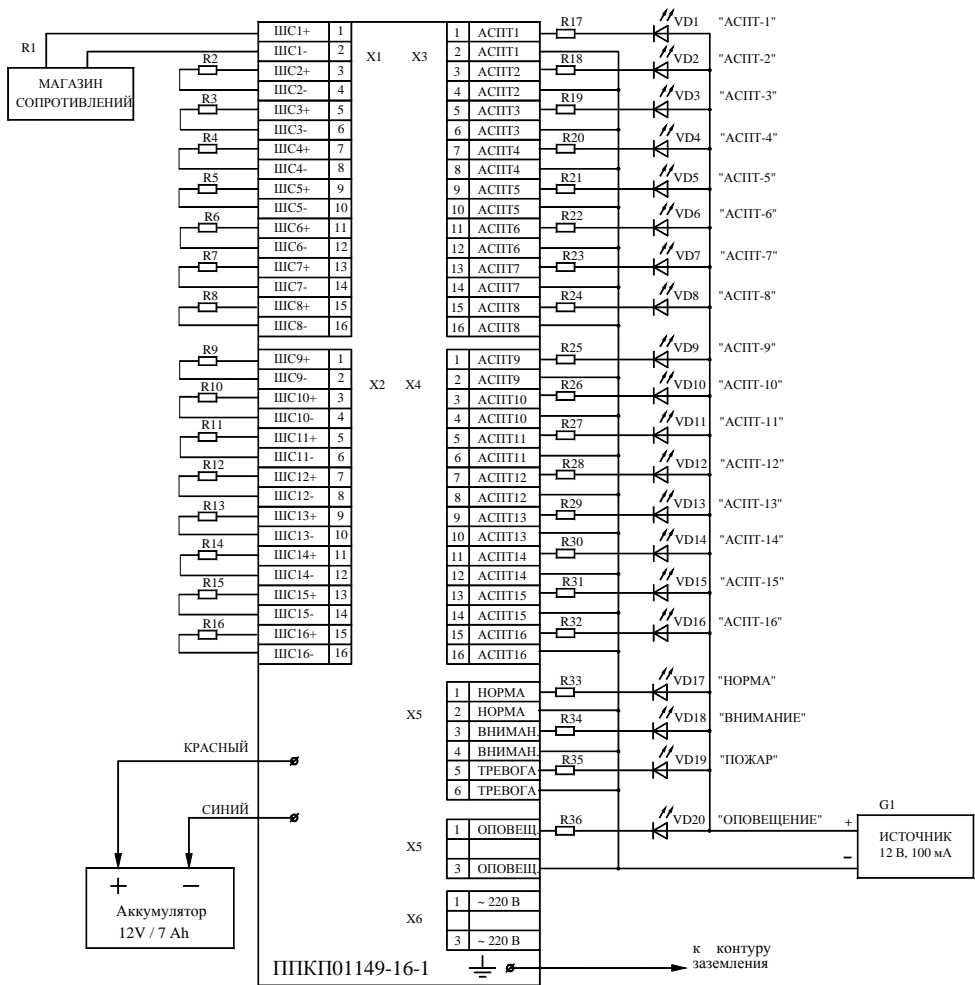 R1
МАГАЗИН
СОПРОТИВЛЕНИЙ
R2
R3
R4
R5
R6
R7
R8
R9
R10
R11
R12
R13
R14
R15
R16
ШС1+ 1
ШС1- 2
ШС2+ 3
ШС2- 4
ШС3+ 5
ШС3- 6
ШС4+ 7
ШС4- 8
ШС5+ 9
ШС5- 10
ШС6+ 11
ШС6- 12
ШС7+ 13
ШС7- 14
ШС8+ 15
ШС8- 16
X1 X3
ШС9+ 1
ШС9- 2
ШС10+ 3
ШС10- 4
ШС11+ 5
ШС11- 6
ШС12+ 7
ШС12- 8
ШС13+ 9
ШС13- 10
ШС14+ 11
ШС14- 12
ШС15+ 13
ШС15- 14
ШС16+ 15
ШС16- 16
X2 X4
1 АСПТ1
2 АСПТ1
3 АСПТ2
4 АСПТ2
5 АСПТ3
6 АСПТ3
7 АСПТ4
8 АСПТ4
9 АСПТ5
10 АСПТ5
11 АСПТ6
12 АСПТ6
13 АСПТ7
14 АСПТ7
15 АСПТ8
16 АСПТ8
1 АСПТ9
2 АСПТ9
3 АСПТ10
4 АСПТ10
5 АСПТ11
6 АСПТ11
7 АСПТ12
8 АСПТ12
9 АСПТ13
10 АСПТ13
11 АСПТ14
12 АСПТ14
13 АСПТ15
14 АСПТ15
15 АСПТ16
16 АСПТ16
X5
1 НОРМА
2 НОРМА
3 ВНИМАН.
4 ВНИМАН.
5 ТРЕВОГА
6 ТРЕВОГА
X5
1 ОПОВЕЩ.
3 ОПОВЕЩ.
X6
1 ~ 220 В
3 ~ 220 В
R17 VD1 "АСПТ-1"
R18 VD2 "АСПТ-2"
R19 VD3 "АСПТ-3"
R20 VD4 "АСПТ-4"
R21 VD5 "АСПТ-5"
R22 VD6 "АСПТ-6"
R23 VD7 "АСПТ-7"
R24 VD8 "АСПТ-8"
R25 VD9 "АСПТ-9"
R26 VD10 "АСПТ-10"
R27 VD11 "АСПТ-11"
R28 VD12 "АСПТ-12"
R29 VD13 "АСПТ-13"
R30 VD14 "АСПТ-14"
R31 VD15 "АСПТ-15"
R32 VD16 "АСПТ-16"
R33 VD17 "НОРМА"
R34 VD18 "ВНИМАНИЕ"
R35 VD19 "ПОЖАР"
R36 VD20 "ОПОВЕЩЕНИЕ"
G1
+
ИСТОЧНИК
12 В, 100 мА
−
КРАСНЫЙ
СИНИЙ
+ −
Аккумулятор
12V / 7 Ah
ППКП01149-16-1
к контуру
заземления